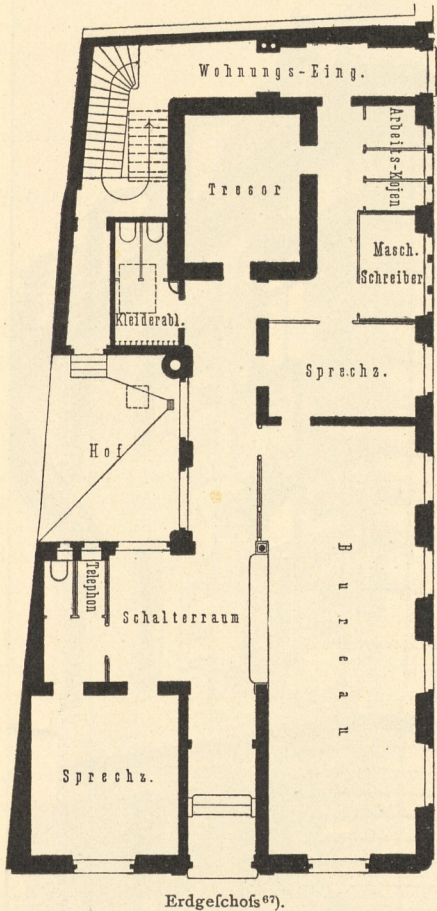 Wohnungs-Eing.
Arbeits-Kojen
Tresor
Masch.
Schreiber
Kleiderabl.
Sprechz.
Hof
Bureau
Telephon
Schalterraum
Sprechz.
Erdgeſchoſs⁶⁷).